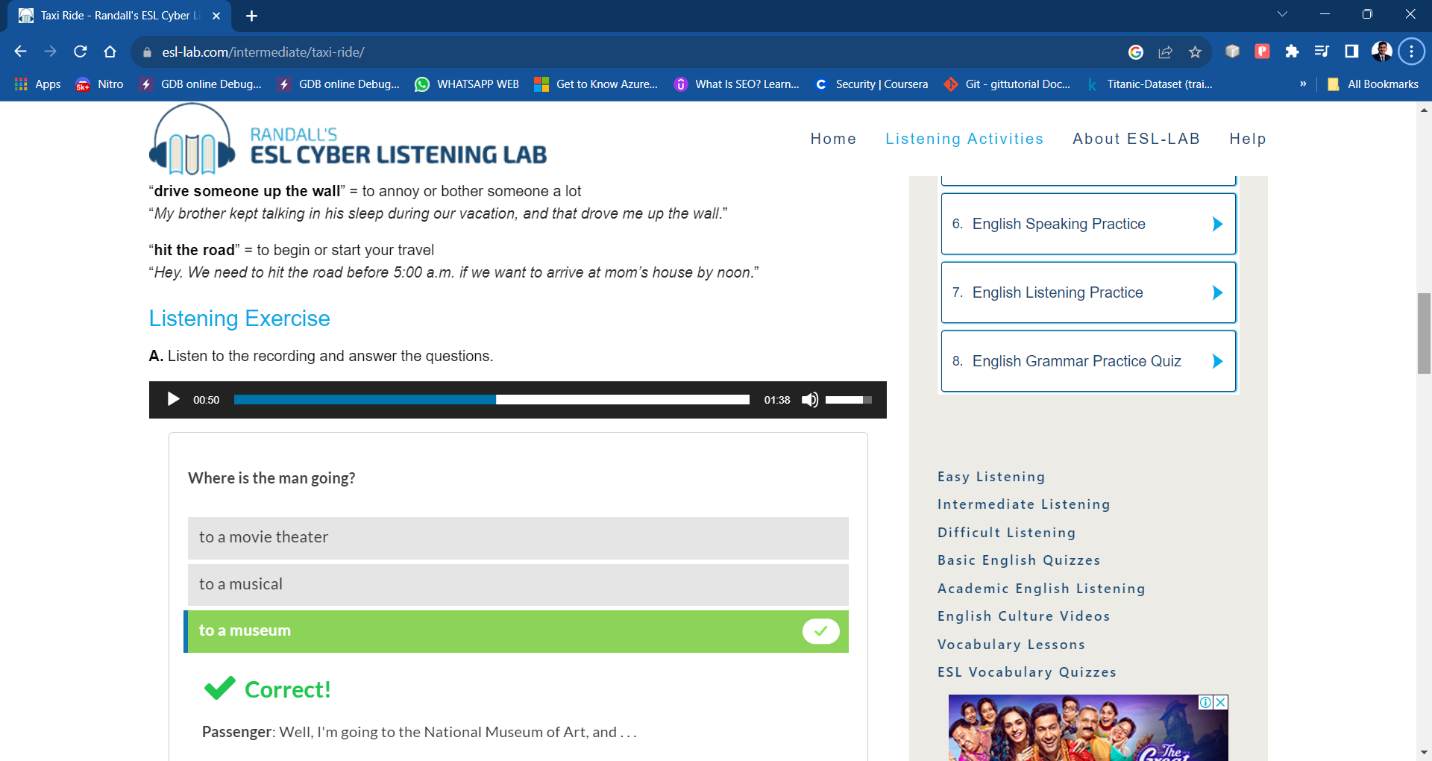 Taxi Ride - Randall's ESL Cyber Li
esl-lab.com/intermediate/taxi-ride/
Apps
5k+
Nitro
GDB online Debug...
GDB online Debug...
WHATSAPP WEB
Get to Know Azure...
What Is SEO? Learn...
Security | Coursera
Git - gittutorial Doc...
Titanic-Dataset (trai...
»
All Bookmarks
RANDALL'S
ESL CYBER LISTENING LAB
Home
Listening Activities
About ESL-LAB
Help
“drive someone up the wall” = to annoy or bother someone a lot
“My brother kept talking in his sleep during our vacation, and that drove me up the wall.”
“hit the road” = to begin or start your travel
“Hey. We need to hit the road before 5:00 a.m. if we want to arrive at mom’s house by noon.”
Listening Exercise
A. Listen to the recording and answer the questions.
00:50
01:38
Where is the man going?
to a movie theater
to a musical
to a museum
Correct!
Passenger: Well, I'm going to the National Museum of Art, and . . .
6. English Speaking Practice
7. English Listening Practice
8. English Grammar Practice Quiz
Easy Listening
Intermediate Listening
Difficult Listening
Basic English Quizzes
Academic English Listening
English Culture Videos
Vocabulary Lessons
ESL Vocabulary Quizzes
The
Great